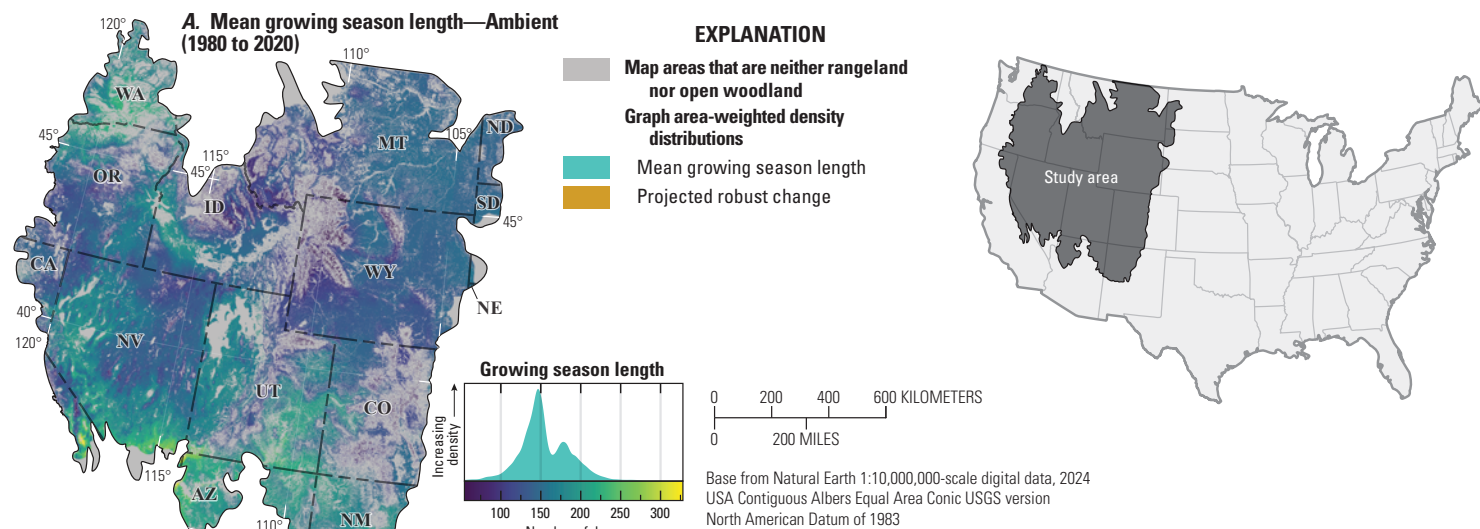 A. Mean growing season length—Ambient
(1980 to 2020)
120°
110°
WA
45°
OR
115°
45°
ID
MT
105°
ND
SD
45°
CA
WY
NE
40°
120°
NV
UT
CO
115°
AZ
110°
NM
EXPLANATION
Map areas that are neither rangeland
nor open woodland
Graph area-weighted density
distributions
Mean growing season length
Projected robust change
Growing season length
Increasing
density
100 150 200 250 300
0 200 400 600 KILOMETERS
0 200 MILES
Study area
Base from Natural Earth 1:10,000,000-scale digital data, 2024
USA Contiguous Albers Equal Area Conic USGS version
North American Datum of 1983